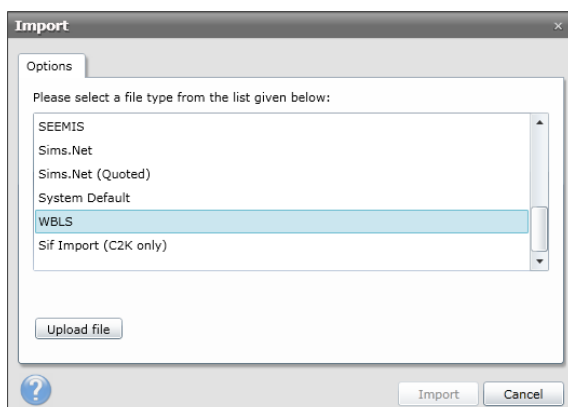 Import
Options
Please select a file type from the list given below:
SEEMIS
Sims.Net
Sims.Net (Quoted)
System Default
WBLS
Sif Import (C2K only)
Upload file
Import Cancel